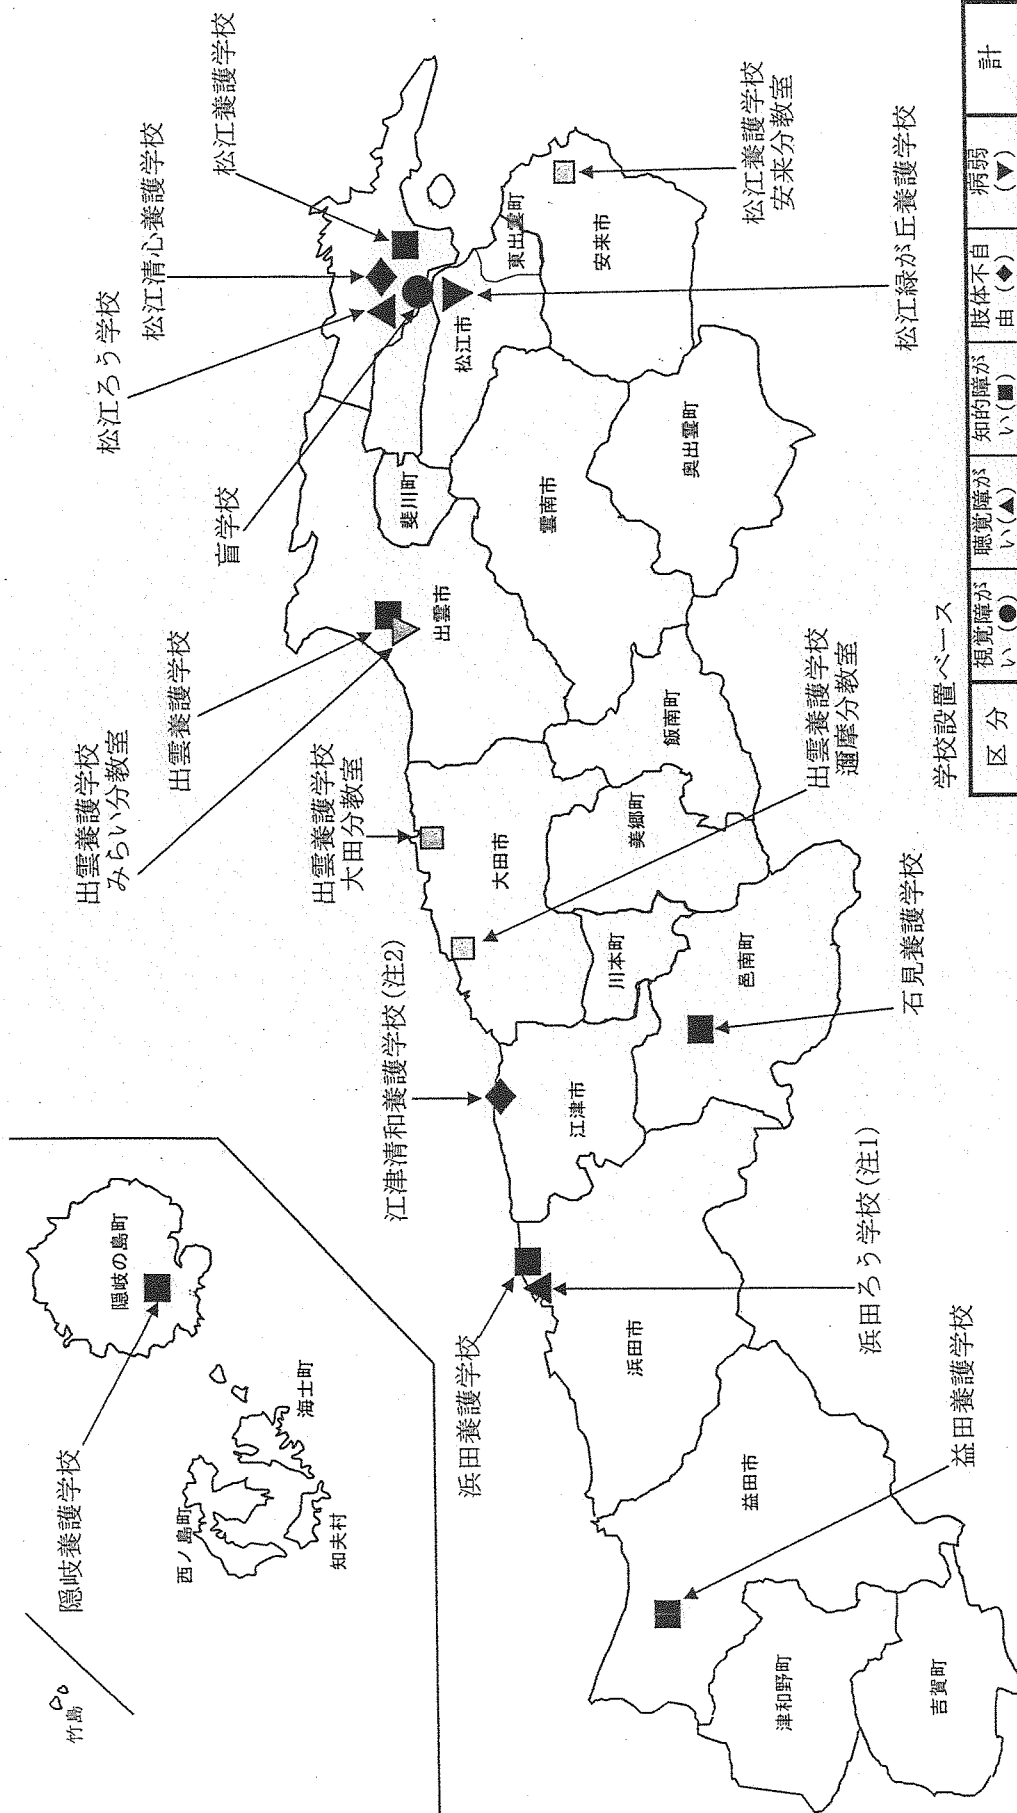 竹島
隠岐養護学校
隠岐の島町
西ノ島町
海士町
知夫村
松江ろう学校
松江清心養護学校
松江養護学校
盲学校
出雲養護学校
みらい分教室
出雲養護学校
出雲養護学校
大田分教室
江津清和養護学校(注2)
浜田養護学校
斐川町
松江市
東出雲町
安来市
松江養護学校
安来分教室
出雲市
雲南市
奥出雲町
松江緑が丘養護学校
大田市
飯南町
美郷町
川本町
邑南町
出雲養護学校
邇摩分教室
石見養護学校
江津市
浜田市
浜田ろう学校(注1)
益田市
益田養護学校
津和野町
吉賀町
学校設置ベース
区 分
視覚障が
い (●)
聴覚障が
い(▲)
知的障が
い(■)
肢体不自
由 (◆)
病弱
(▼)
計